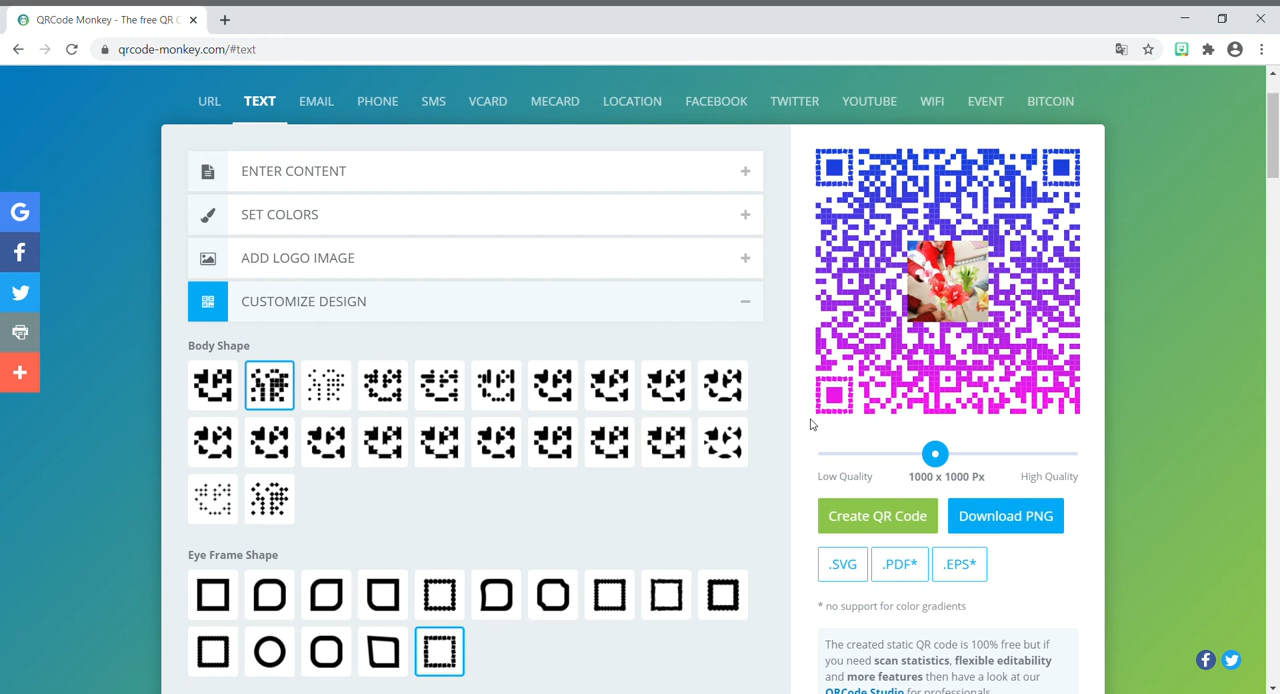 QRCode Monkey - The free QR C
qrcode-monkey.com/#text
URL TEXT EMAIL PHONE SMS VCARD MECARD LOCATION FACEBOOK TWITTER YOUTUBE WIFI EVENT BITCOIN
ENTER CONTENT
SET COLORS
ADD LOGO IMAGE
CUSTOMIZE DESIGN
Body Shape
Eye Frame Shape
Low Quality 1000 x 1000 Px High Quality
Create QR Code Download PNG
.SVG .PDF* .EPS*
* no support for color gradients
The created static QR code is 100% free but if
you need scan statistics, flexible editability
and more features then have a look at our
QRCode Studio for professionals.